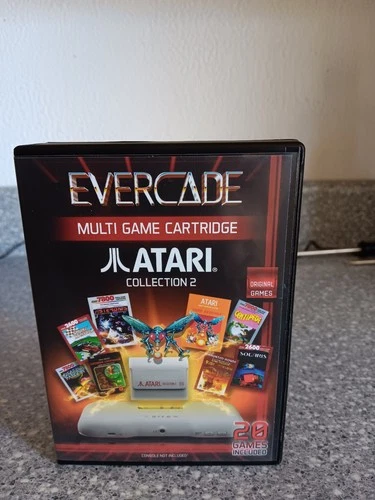 EVERCADE
MULTI GAME CARTRIDGE
ATARI
COLLECTION 2
ORIGINAL
GAMES
7800
ATARI
2600
SOLARIS
ATARI
20
GAMES
INCLUDED
CONSOLE NOT INCLUDED